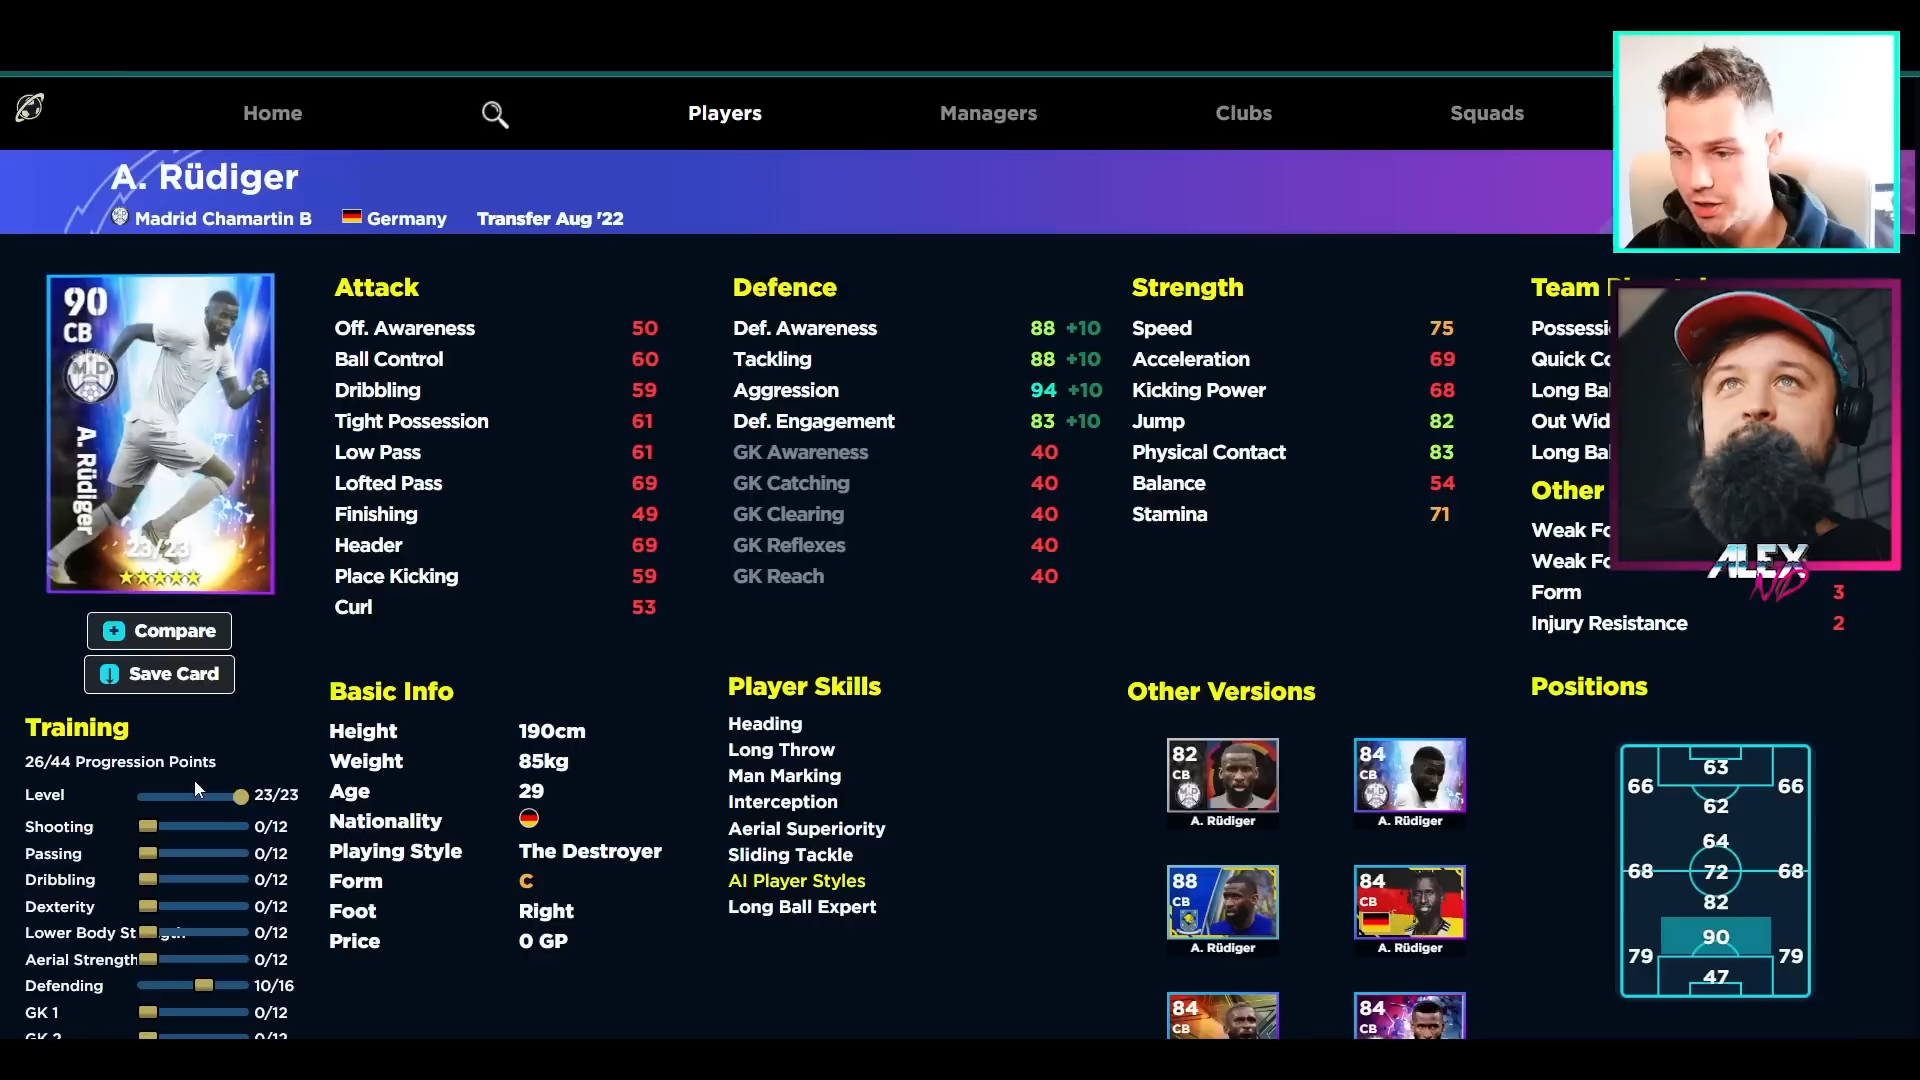 Home
Players
Managers
Clubs
Squads
A. Rüdiger
Madrid Chamartin B
Germany
Transfer Aug '22
90
CB
MD
A. Rüdiger
23/23
Compare
Save Card
Training
26/44 Progression Points
Level 23/23
Shooting 0/12
Passing 0/12
Dribbling 0/12
Dexterity 0/12
Lower Body 0/12
Aerial Strength 0/12
Defending 10/16
GK 1 0/12
GK 2 0/12
Attack
Off. Awareness 50
Ball Control 60
Dribbling 59
Tight Possession 61
Low Pass 61
Lofted Pass 69
Finishing 49
Header 69
Place Kicking 59
Curl 53
Defence
Def. Awareness 88 +10
Tackling 88 +10
Aggression 94 +10
Def. Engagement 83 +10
GK Awareness 40
GK Catching 40
GK Clearing 40
GK Reflexes 40
GK Reach 40
Strength
Speed 75
Acceleration 69
Kicking Power 68
Jump 82
Physical Contact 83
Balance 54
Stamina 71
Team
Quick
Long
Out
Long
Other
Weak
Weak
Form 3
Injury Resistance 2
ALEX
ND
Basic Info
Height 190cm
Weight 85kg
Age 29
Nationality
Playing Style The Destroyer
Form C
Foot Right
Price 0 GP
Player Skills
Heading
Long Throw
Man Marking
Interception
Aerial Superiority
Sliding Tackle
AI Player Styles
Long Ball Expert
Other Versions
82
CB
A. Rüdiger
84
CB
A. Rüdiger
88
CB
A. Rüdiger
84
CB
A. Rüdiger
84
CB
84
CB
Positions
63
66 66
62
64
68 72 68
82
90
79 79
47